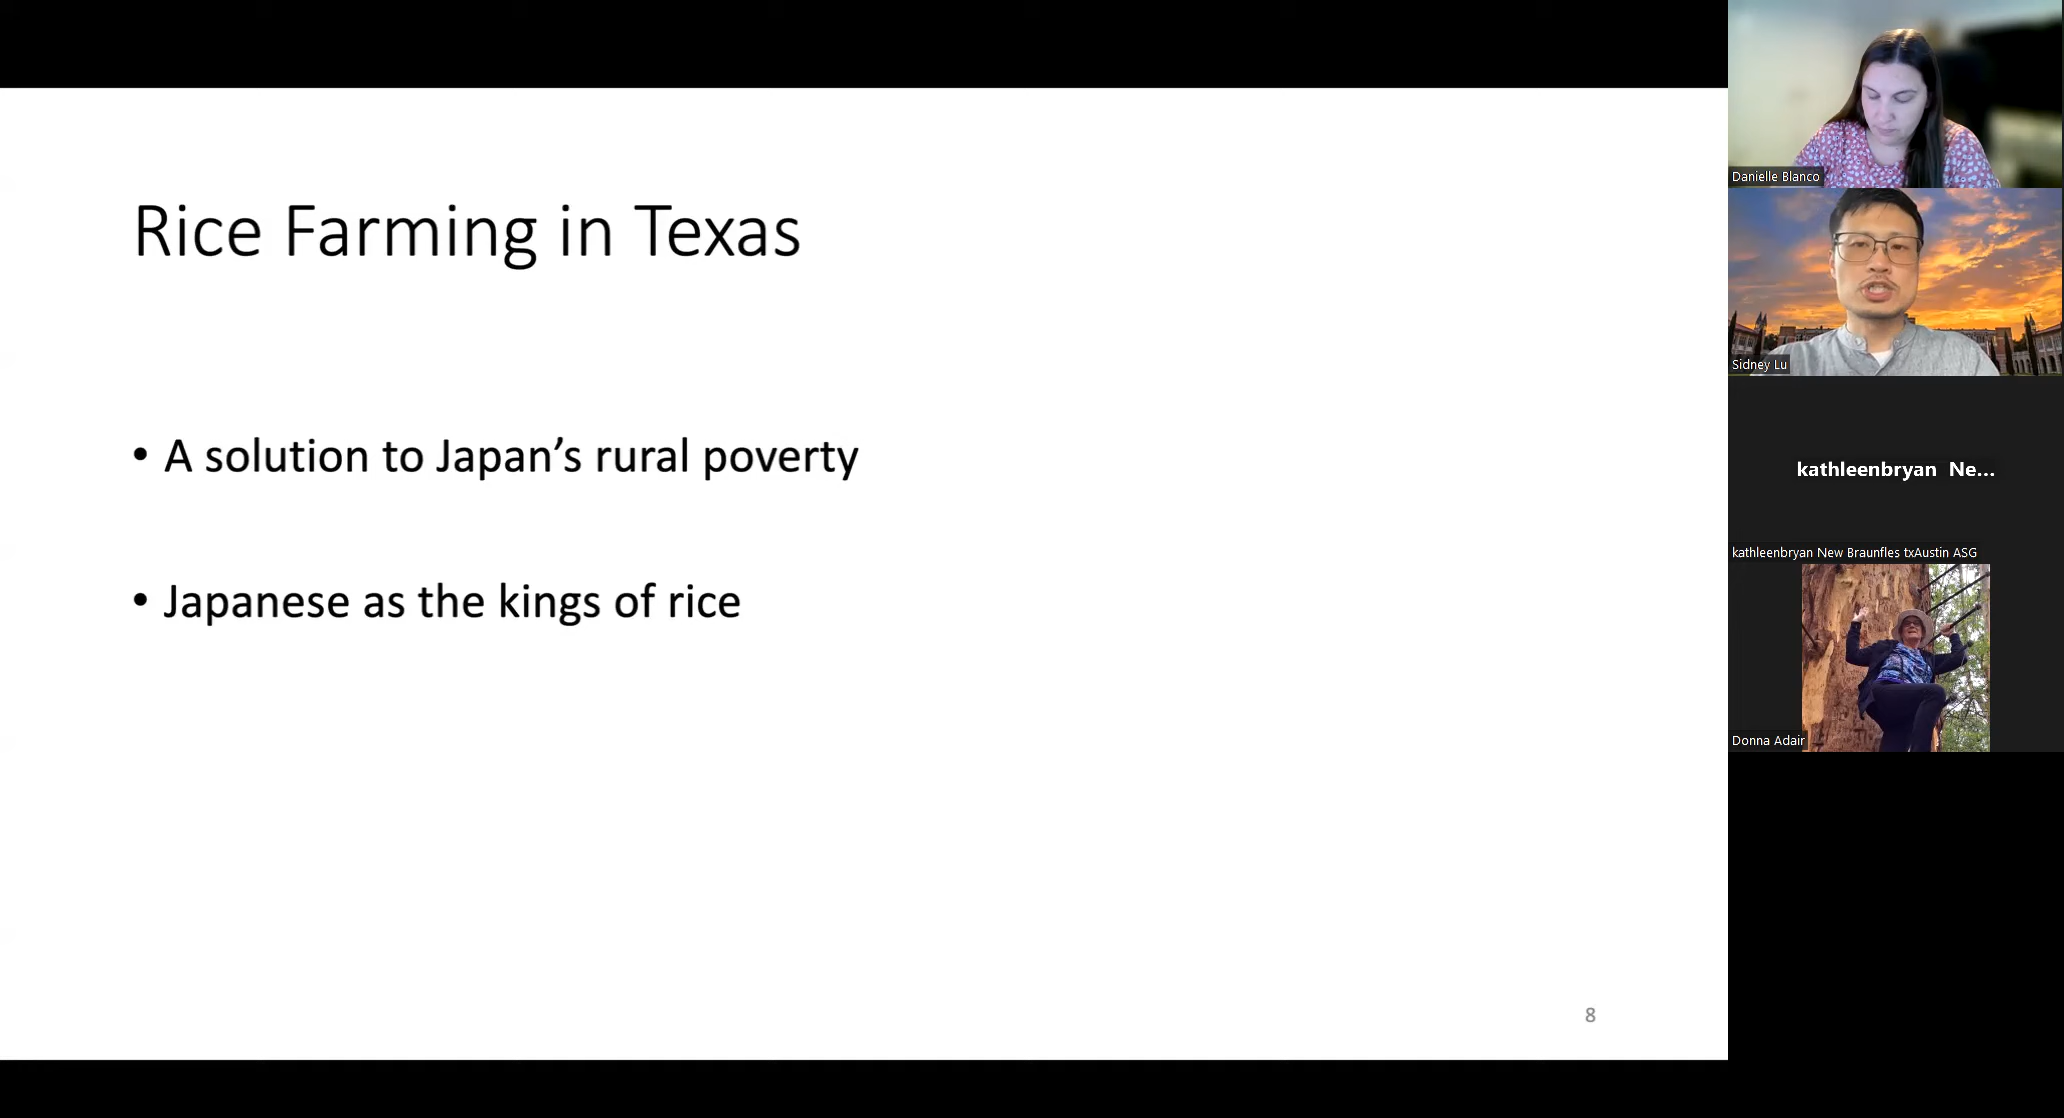 Rice Farming in Texas
• A solution to Japan’s rural poverty
• Japanese as the kings of rice
8
Danielle Blanco
Sidney Lu
kathleenbryan Ne...
kathleenbryan New Braunfles txAustin ASG
Donna Adair